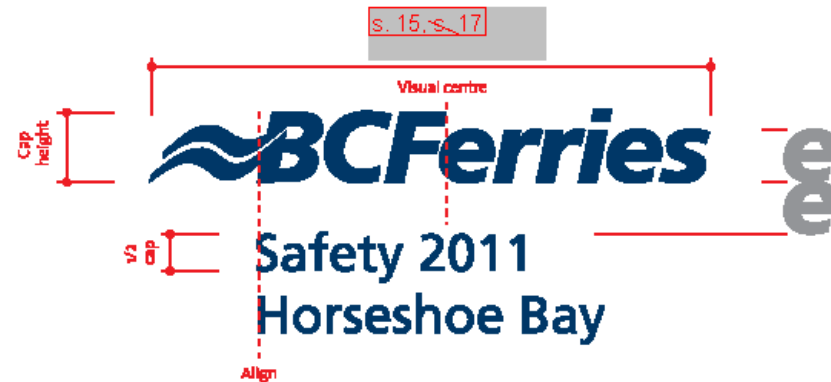 s. 15, s. 17
Visual centre
Cap
height
BCFerries
e
e
½
cap
Safety 2011
Horseshoe Bay
Align